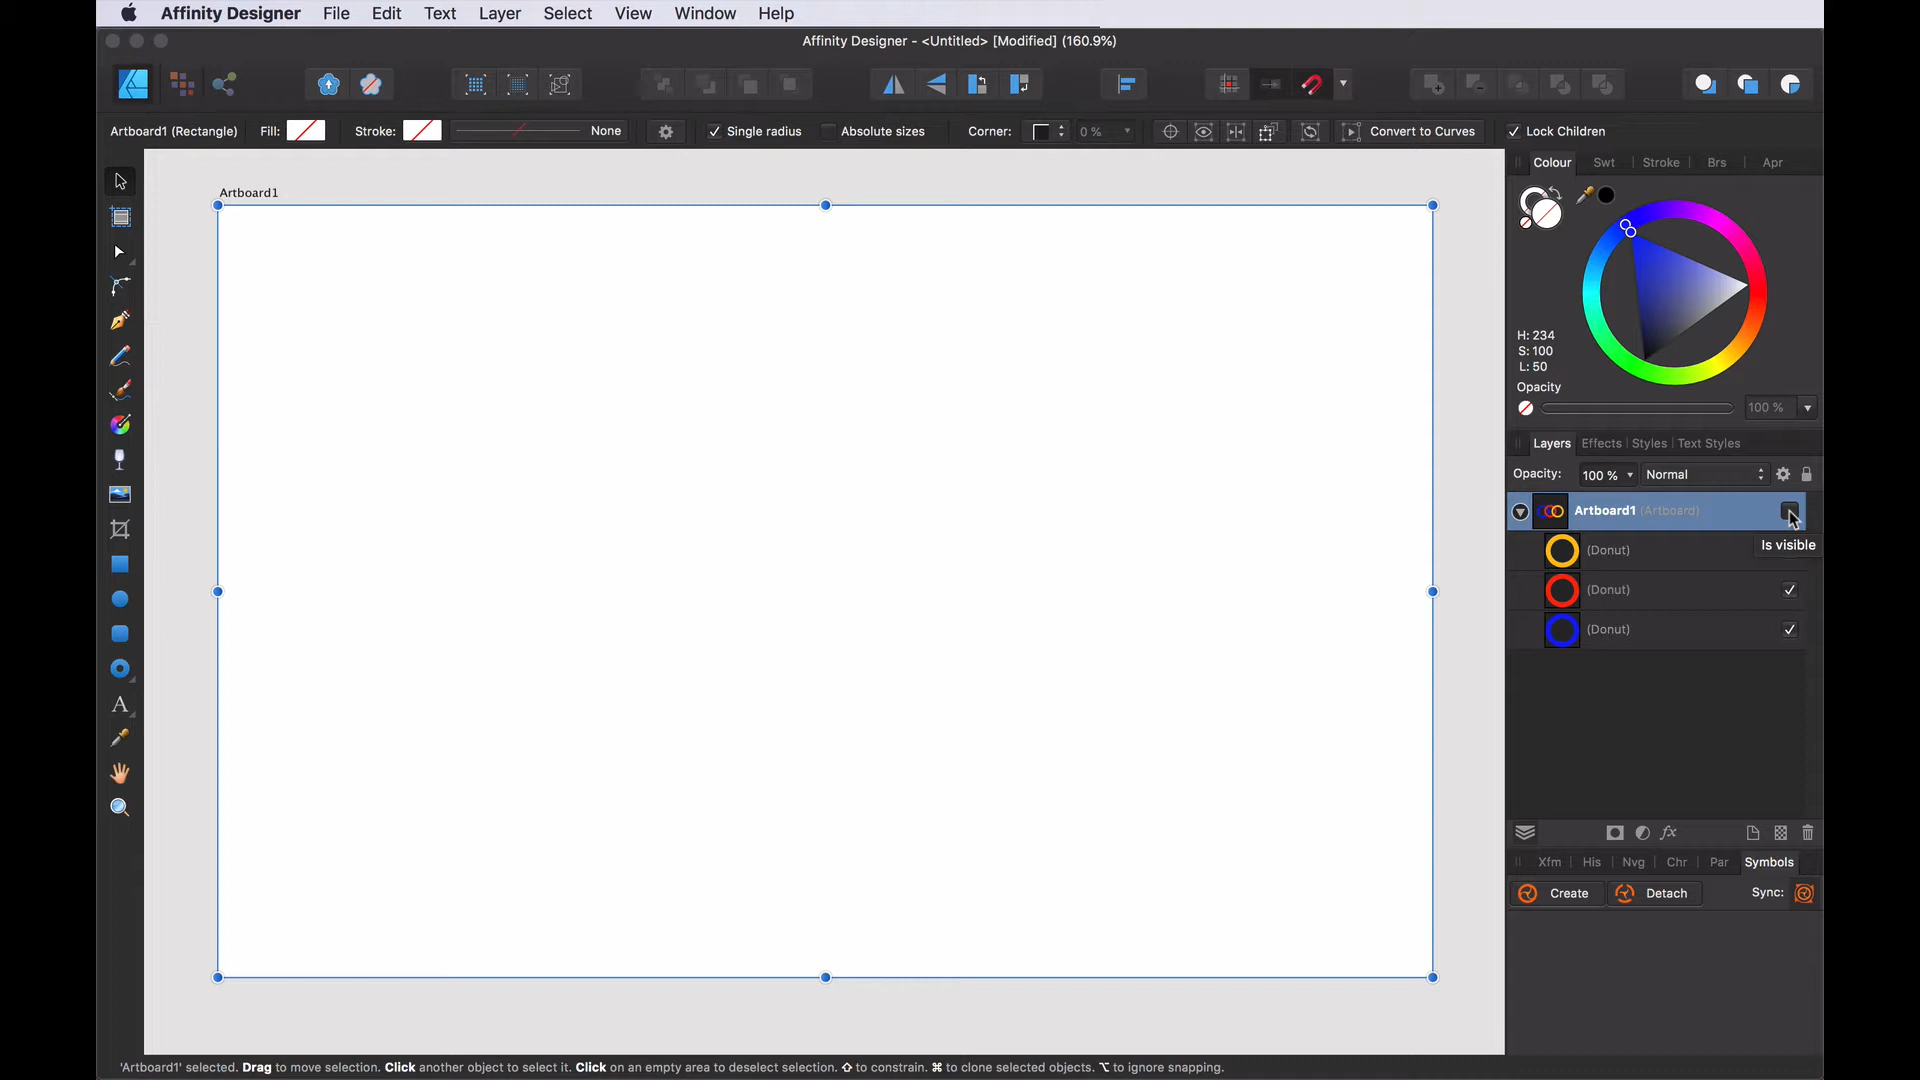 Affinity Designer File Edit Text Layer Select View Window Help
Affinity Designer - <Untitled> [Modified] (160.9%)
Artboard1 (Rectangle) Fill: Stroke: None Single radius Absolute sizes Corner: 0 % Convert to Curves Lock Children
Colour Swt Stroke Brs Apr
Artboard1
H: 234
S: 100
L: 50
Opacity
100 %
Layers Effects Styles Text Styles
Opacity: 100 % Normal
Artboard1 (Artboard)
Is visible
(Donut)
(Donut)
(Donut)
fx
Xfm His Nvg Chr Par Symbols
Create Detach Sync:
A
'Artboard1' selected. Drag to move selection. Click another object to select it. Click on an empty area to deselect selection. ⇧ to constrain. ⌘ to clone selected objects. ⌥ to ignore snapping.